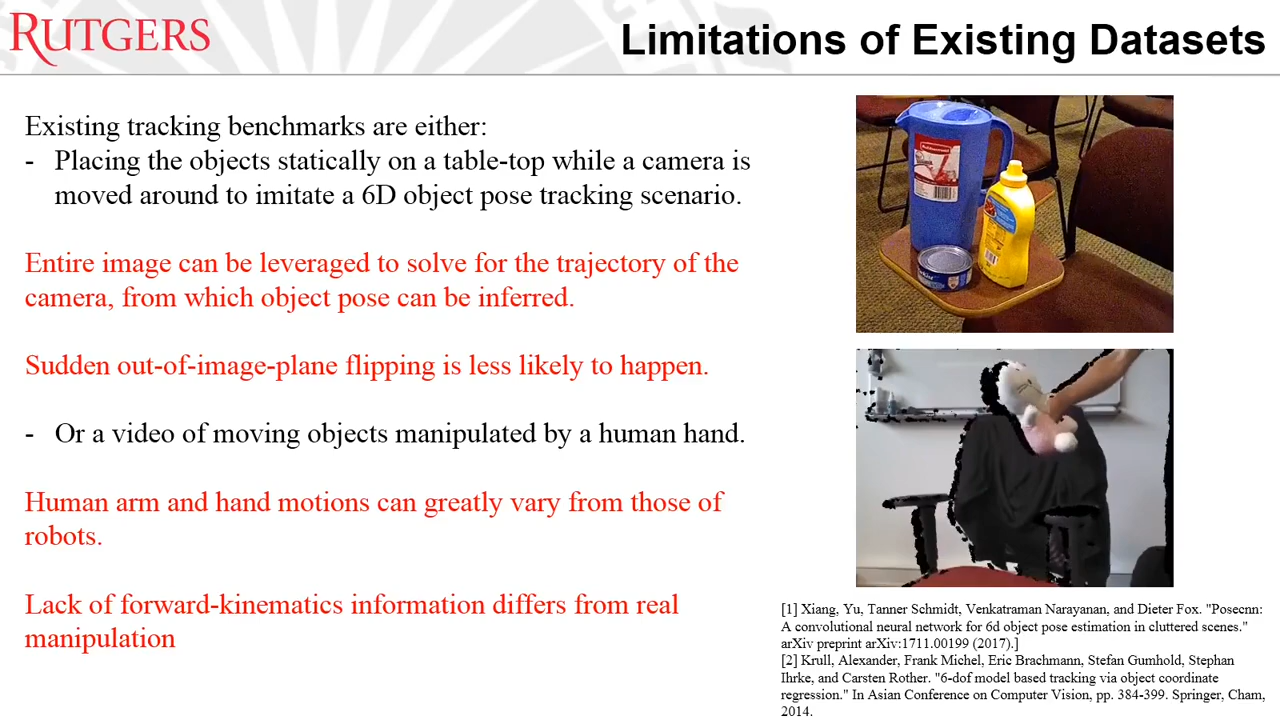 RUTGERS
Limitations of Existing Datasets
Existing tracking benchmarks are either:
- Placing the objects statically on a table-top while a camera is
moved around to imitate a 6D object pose tracking scenario.
Entire image can be leveraged to solve for the trajectory of the
camera, from which object pose can be inferred.
Sudden out-of-image-plane flipping is less likely to happen.
- Or a video of moving objects manipulated by a human hand.
Human arm and hand motions can greatly vary from those of
robots.
Lack of forward-kinematics information differs from real
manipulation
[1] Xiang, Yu, Tanner Schmidt, Venkatraman Narayanan, and Dieter Fox. "Posecnn:
A convolutional neural network for 6d object pose estimation in cluttered scenes."
arXiv preprint arXiv:1711.00199 (2017).]
[2] Krull, Alexander, Frank Michel, Eric Brachmann, Stefan Gumhold, Stephan
Ihrke, and Carsten Rother. "6-dof model based tracking via object coordinate
regression." In Asian Conference on Computer Vision, pp. 384-399. Springer, Cham,
2014.